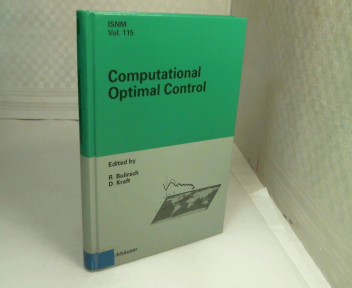 ISNM
Vol. 115
Computational
Optimal Control
Edited by
R. Bulirsch
D. Kraft
Birkhäuser